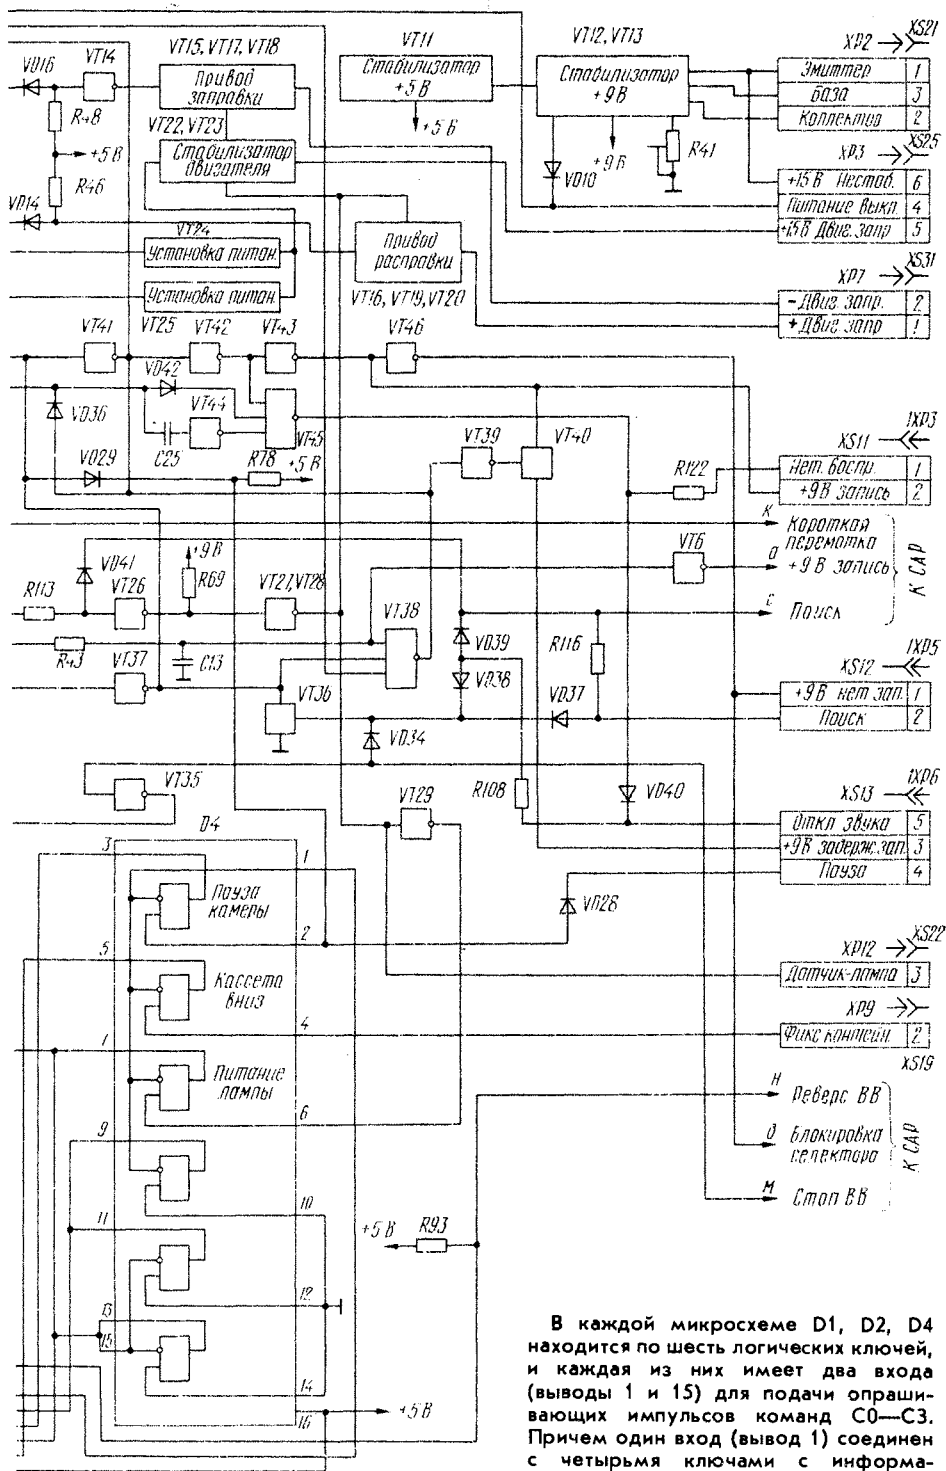 VT15, VT17, VT18
VT11
VT12, VT13
XP2
XS21
VD16
VT14
Привод
заправки
Стабилизатор
+5 В
Стабилизатор
+9 В
Эмиттер 1
База 3
Коллектор 2
R48
VT22, VT23
+5 В
+9 В
R41
XP3
XS25
+5 В
Стабилизатор
двигателя
VD10
+15 В Нестаб. 6
Питание выкл. 4
+15 В Двиг. запр 5
R46
VD14
VT24
Установка питан.
Привод
расправки
XP7
XS31
Установка питан.
VT16, VT19, VT20
– Двиг. запр. 2
+ Двиг. запр 1
VT41
VT25
VT42
VT43
VT46
VD42
VD36
VT44
C25
VT45
VT39
VT40
XS11
1XP3
VD29
R78
+5 В
R122
Нет. воспр. 1
+9 В запись 2
К
Короткая
перемотка
+9 В
VT6
+9 В запись
К САР
VD41
R113
VT26
R69
VT27, VT28
VT38
С
Поиск
R43
C13
VD39
R116
VT37
VT36
VD38
VD37
XS12
1XP5
+9 В нет зап. 1
Поиск 2
VD34
VT35
R108
VD40
XS13
1XP6
VT29
Откл звука 5
+9 В задерж.зап. 3
Пауза 4
D4
3
1
Пауза
камеры
2
VD28
5
XP12
XS22
Кассета
вниз
Датчик-лампа 3
4
XP9
Фикс контейн. 2
XS19
Питание
лампы
6
Н
Реверс ВВ
9
Блокировка
селектора
К САР
10
М
Стоп ВВ
11
+5 В
R93
12
13
15
14
16
+5 В
В каждой микросхеме D1, D2, D4
находится по шесть логических ключей,
и каждая из них имеет два входа
(выводы 1 и 15) для подачи опраши-
вающих импульсов команд С0—С3.
Причем один вход (вывод 1) соединен
с четырьмя ключами с информа-